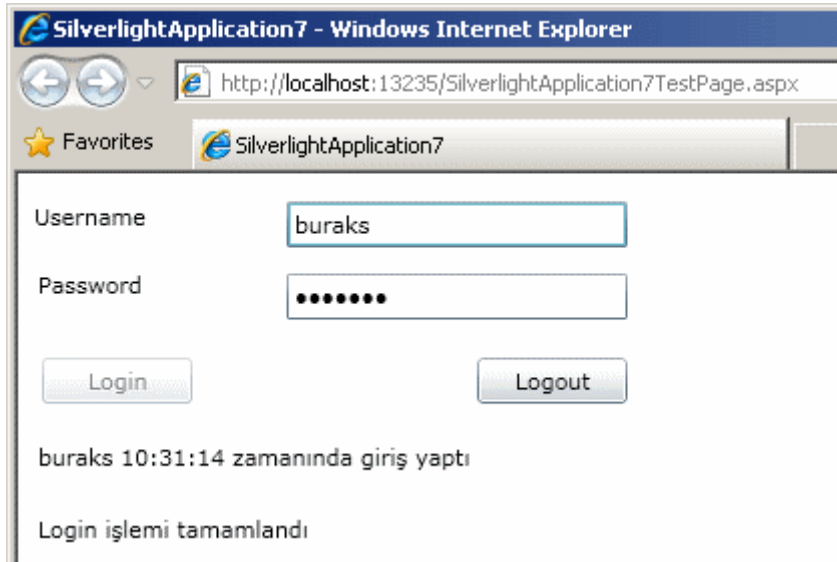 SilverlightApplication7 - Windows Internet Explorer
http://localhost:13235/SilverlightApplication7TestPage.aspx
Favorites
SilverlightApplication7
Username
buraks
Password
•••••••
Login
Logout
buraks 10:31:14 zamanında giriş yaptı
Login işlemi tamamlandı